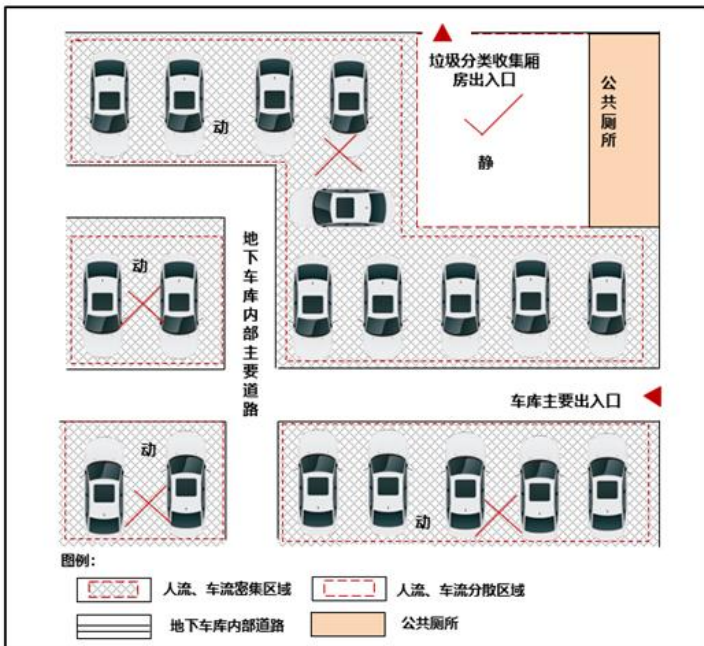 垃圾分类收集厢
房出入口
公共厕所
动
静
动
地下车库内部主要道路
车库主要出入口
动
动
图例：
人流、车流密集区域
人流、车流分散区域
地下车库内部道路
公共厕所